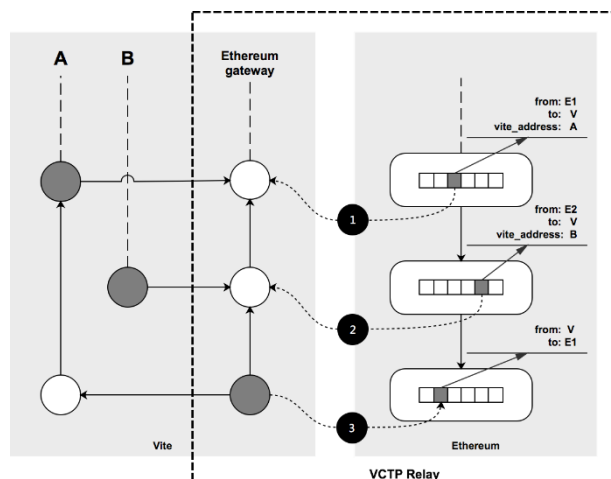 A
B
Ethereum
gateway
from: E1
to: V
vite_address: A
1
from: E2
to: V
vite_address: B
2
from: V
to: E1
3
Vite
Ethereum
VCTP Relay